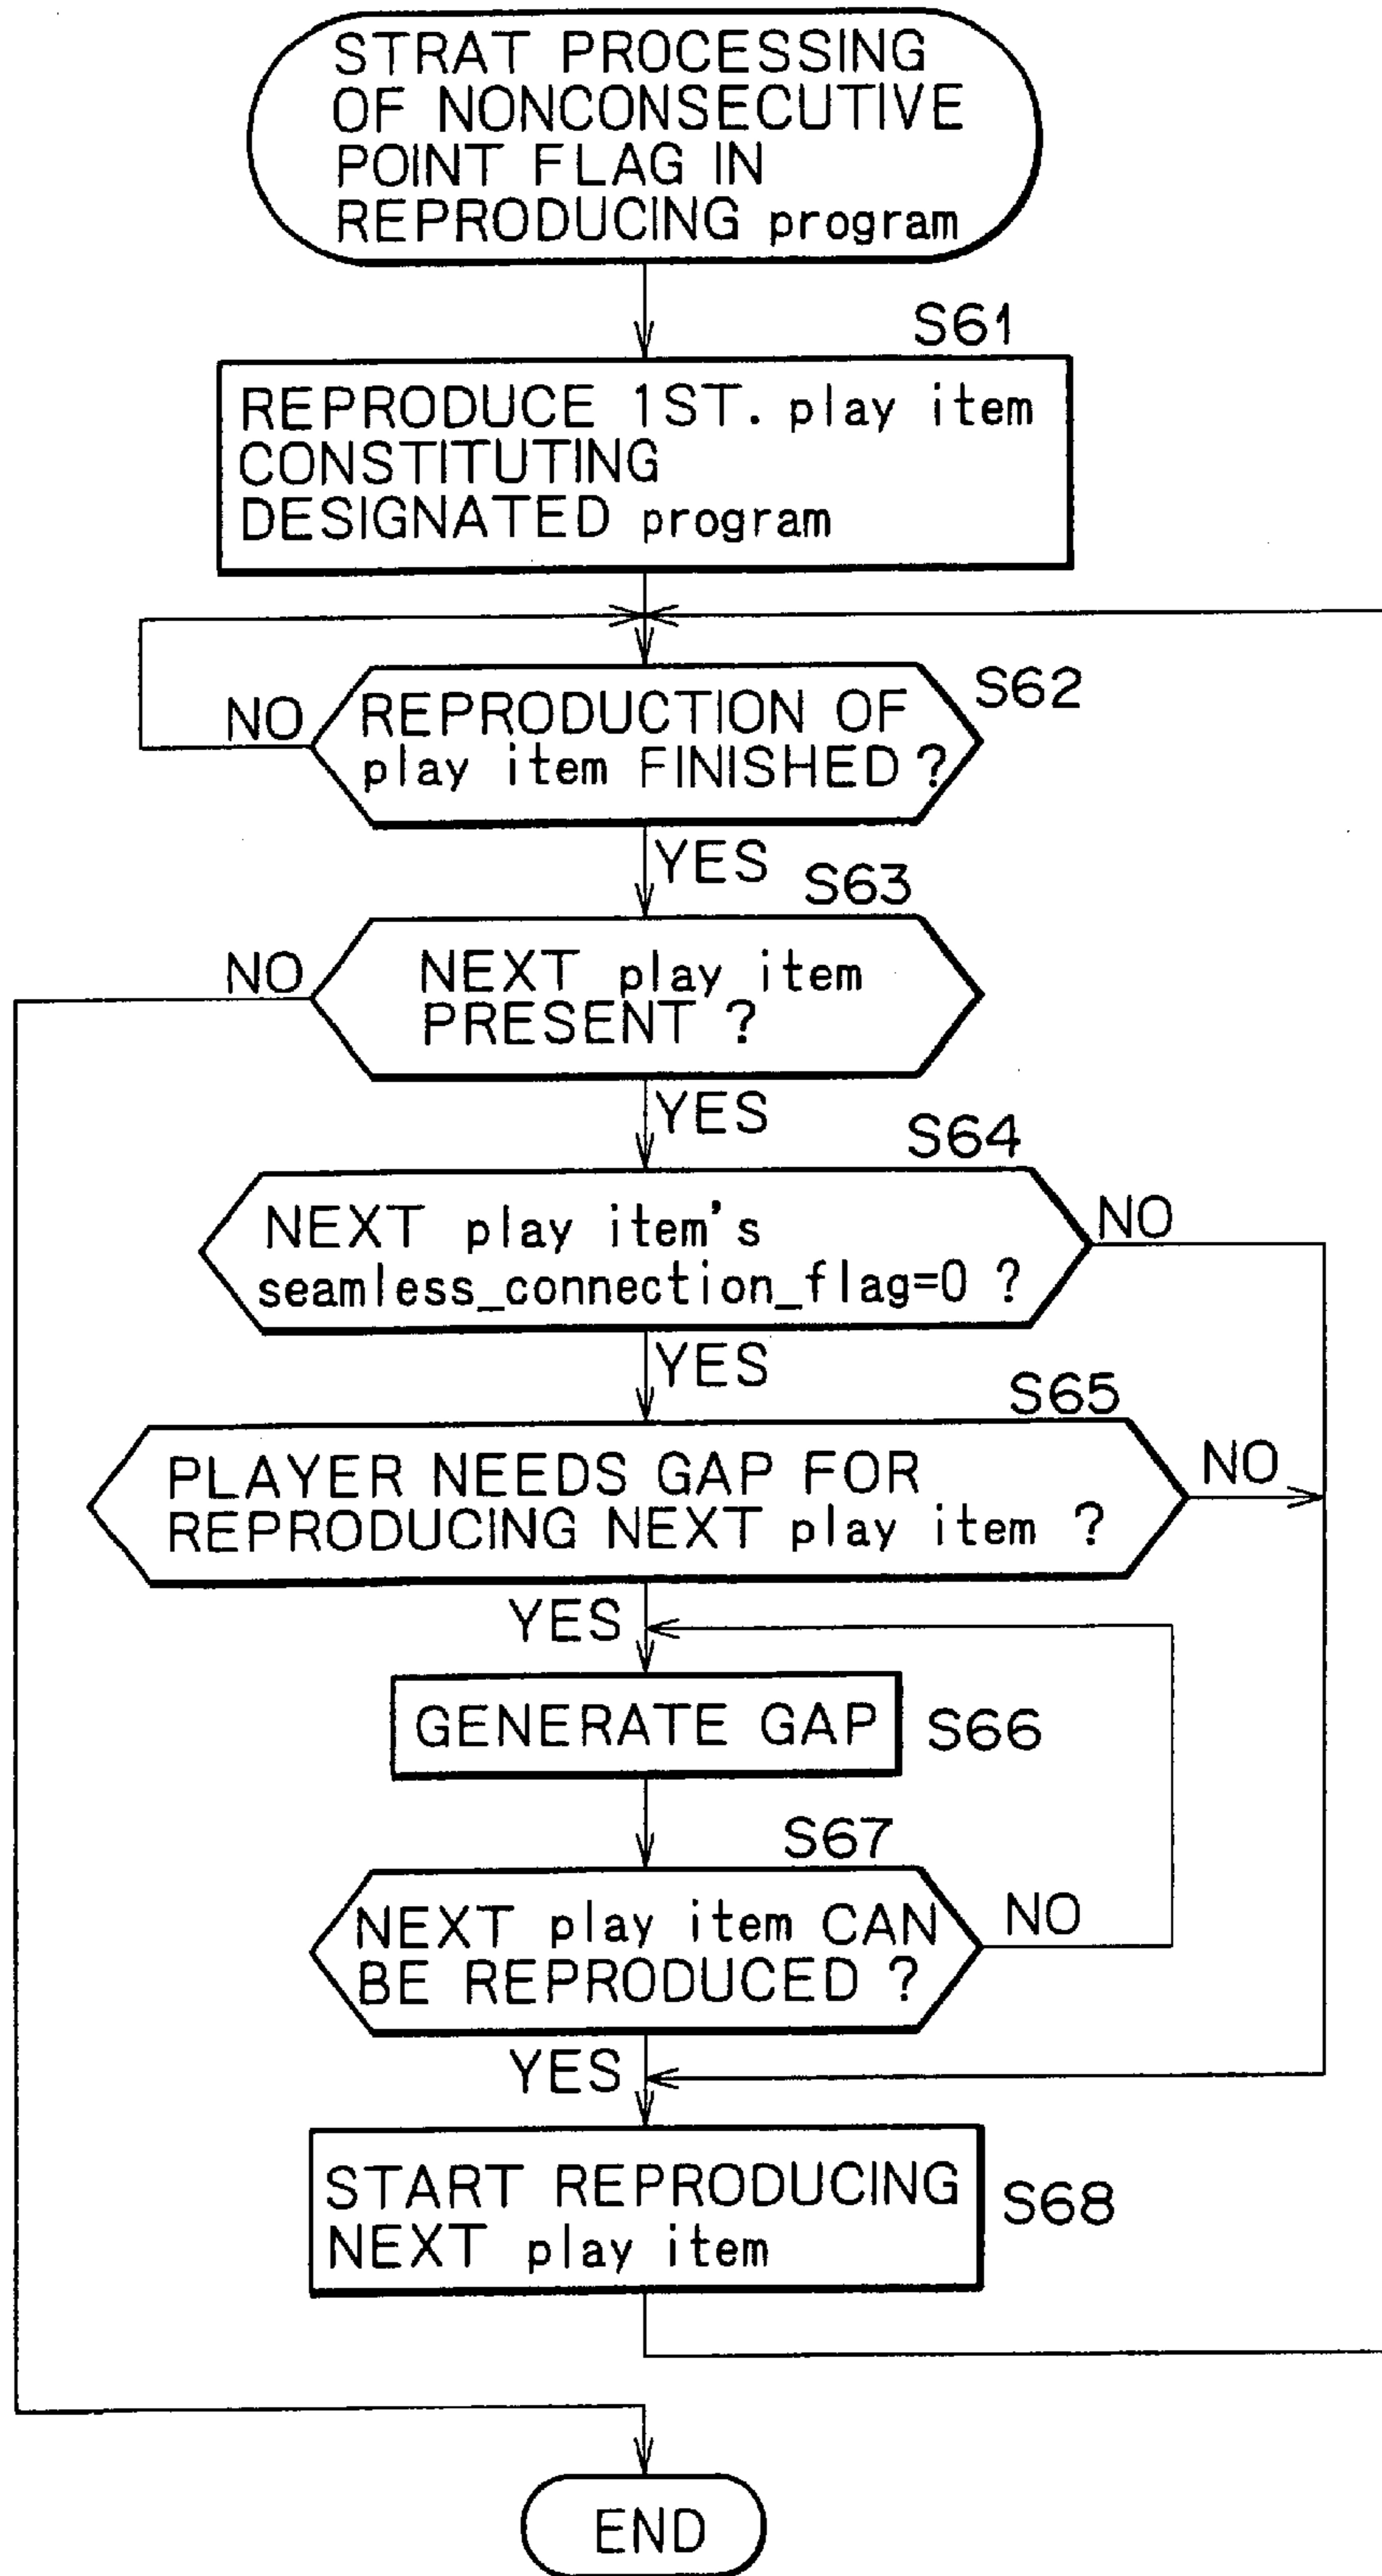 STRAT PROCESSING
OF NONCONSECUTIVE
POINT FLAG IN
REPRODUCING program
S61
REPRODUCE 1ST. play item
CONSTITUTING
DESIGNATED program
S62
NO
REPRODUCTION OF
play item FINISHED ?
YES
S63
NO
NEXT play item
PRESENT ?
YES
S64
NEXT play item's
seamless_connection_flag=0 ?
NO
YES
S65
PLAYER NEEDS GAP FOR
REPRODUCING NEXT play item ?
NO
YES
GENERATE GAP
S66
S67
NEXT play item CAN
BE REPRODUCED ?
NO
YES
START REPRODUCING
NEXT play item
S68
END